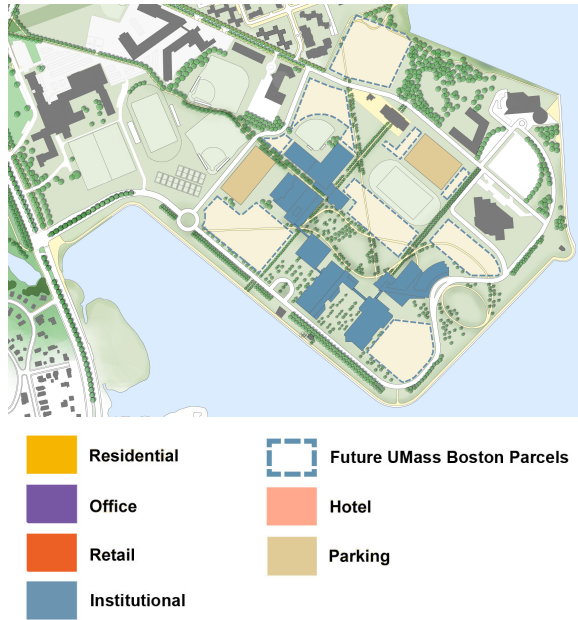 Residential
Office
Retail
Institutional
Future UMass Boston Parcels
Hotel
Parking